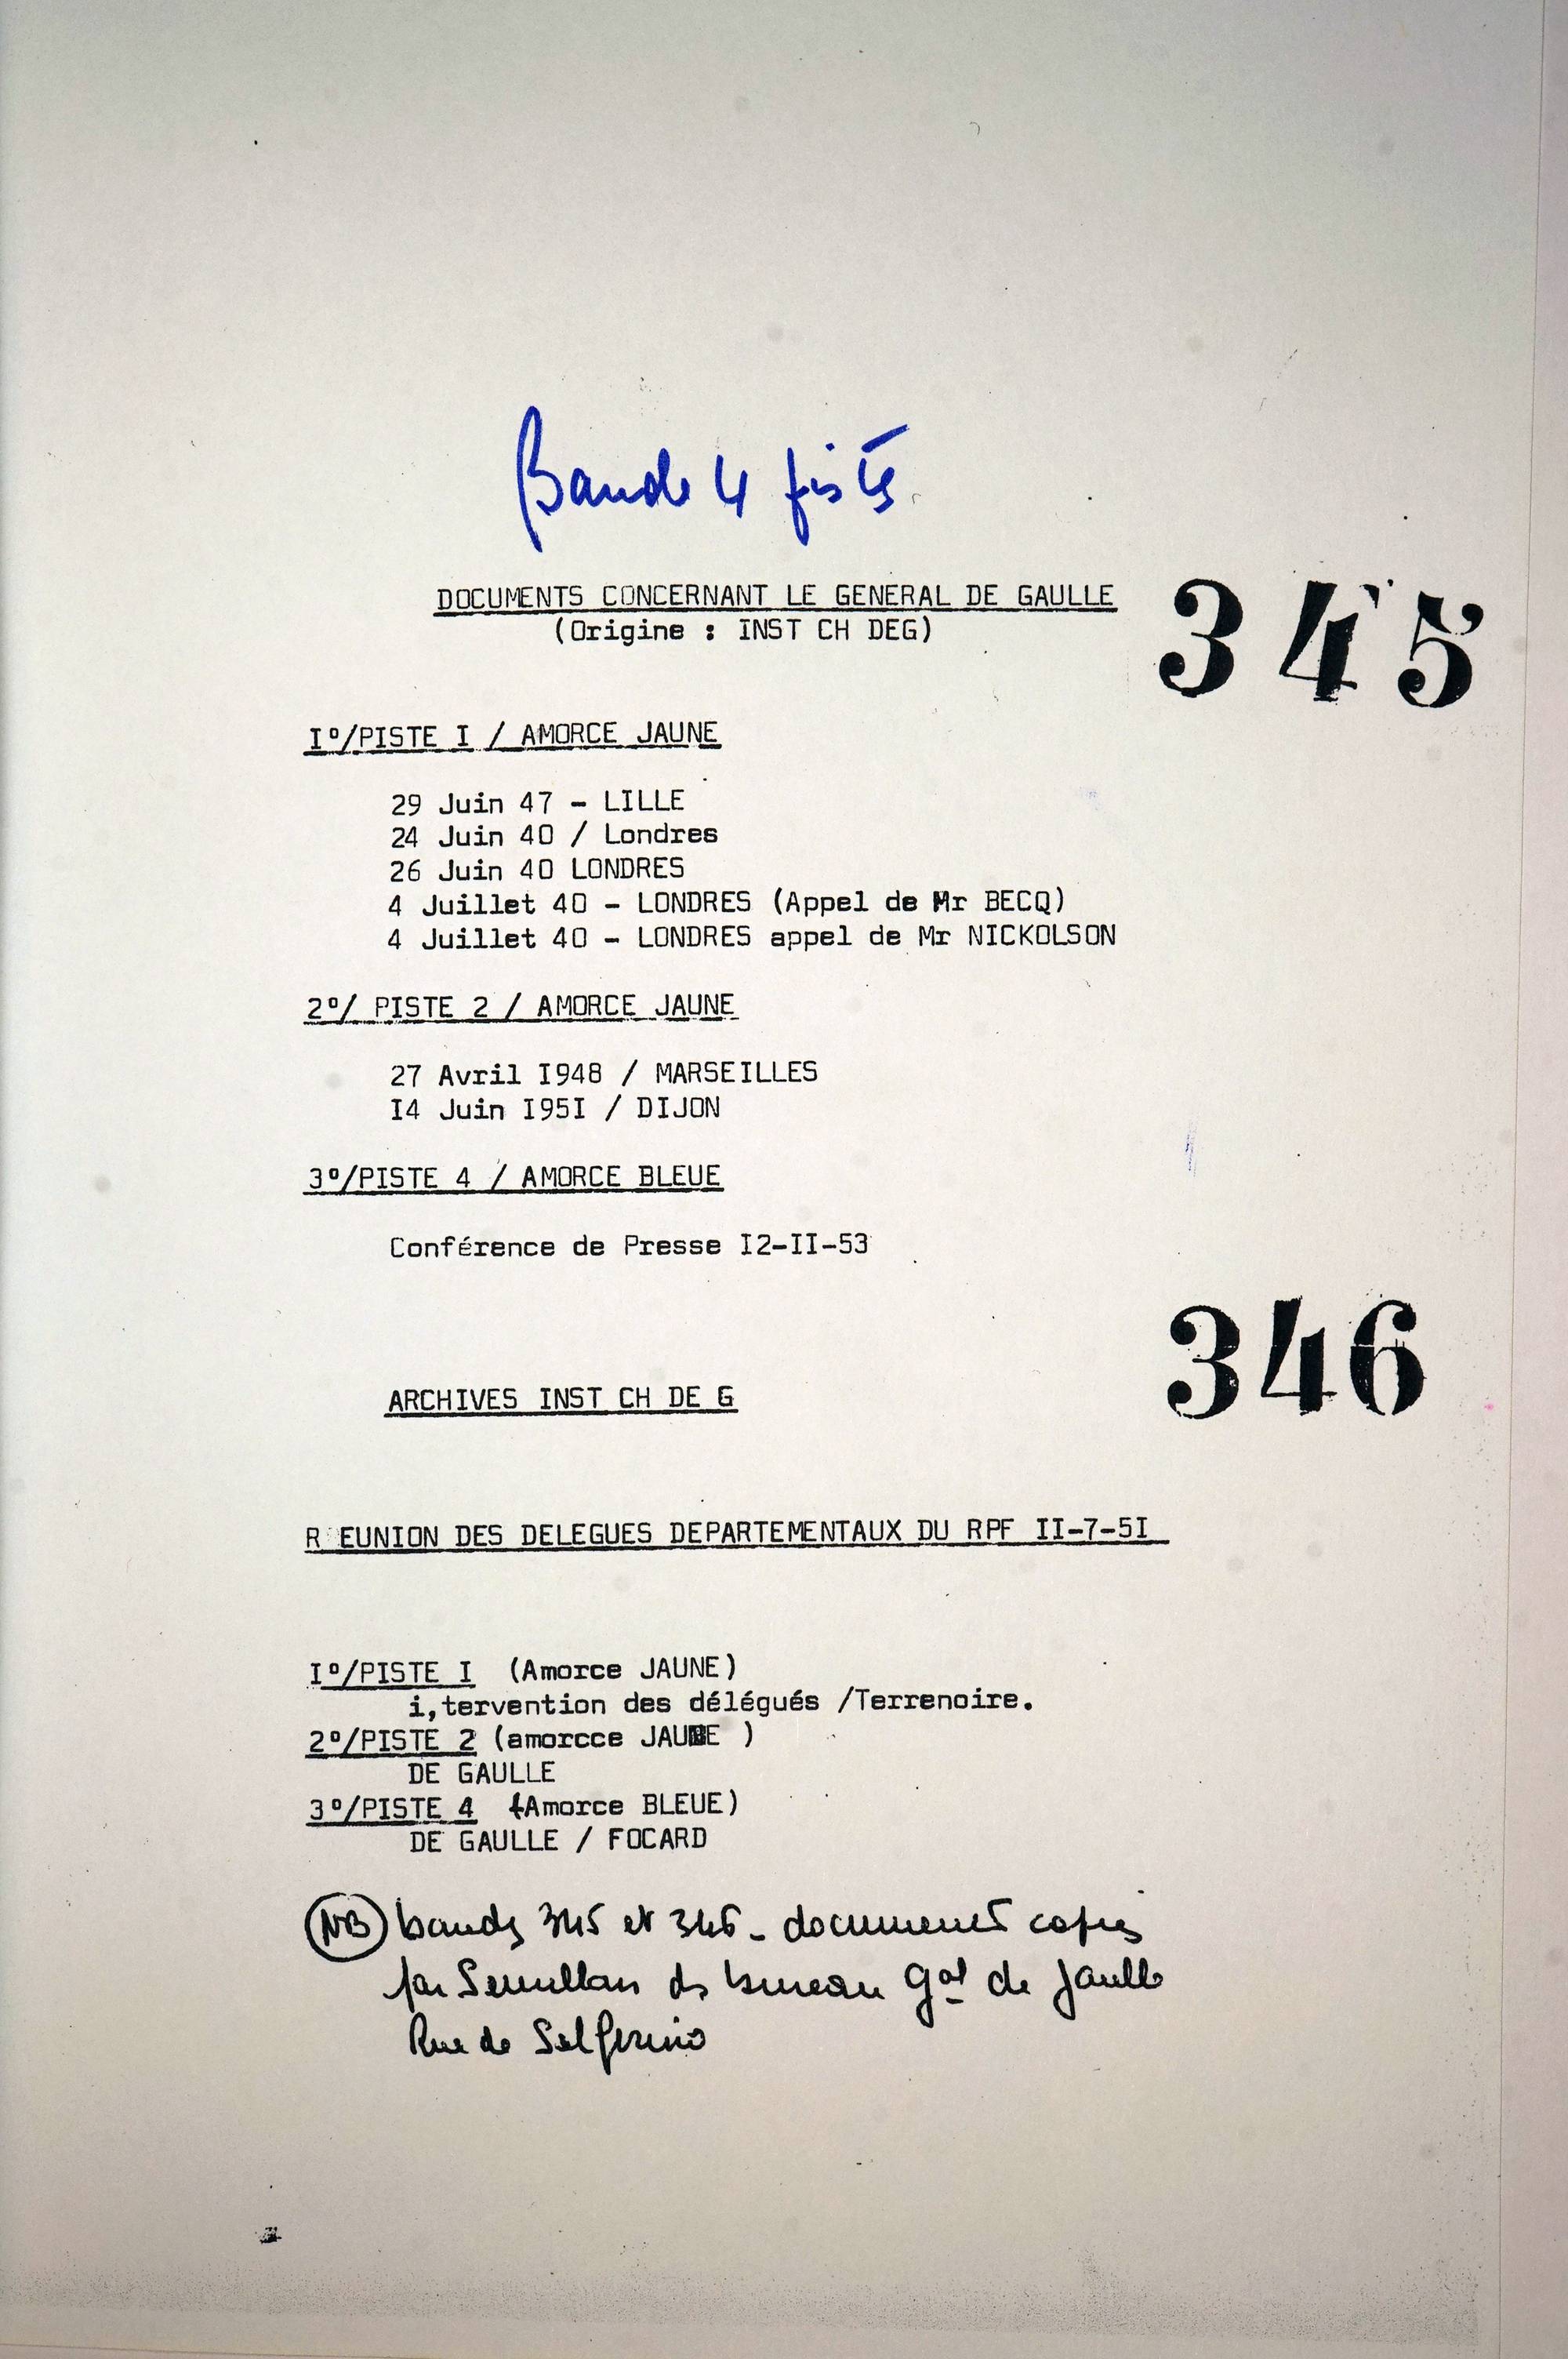 Bande 4 pistes
DOCUMENTS CONCERNANT LE GENERAL DE GAULLE
(Origine : INST CH DEG)
345
I°/PISTE I / AMORCE JAUNE
29 Juin 47 - LILLE
24 Juin 40 / Londres
26 Juin 40 LONDRES
4 Juillet 40 - LONDRES (Appel de Mr BECQ)
4 Juillet 40 - LONDRES appel de Mr NICKOLSON
2°/ PISTE 2 / AMORCE JAUNE
27 Avril I948 / MARSEILLES
I4 Juin I95I / DIJON
3°/PISTE 4 / AMORCE BLEUE
Conférence de Presse I2-II-53
346
ARCHIVES INST CH DE G
R EUNION DES DELEGUES DEPARTEMENTAUX DU RPF II-7-5I
I°/PISTE I (Amorce JAUNE)
i,tervention des délégués /Terrenoire.
2°/PISTE 2 (amorcce JAUNE )
DE GAULLE
3°/PISTE 4 (Amorce BLEUE)
DE GAULLE / FOCARD
NB bandes 345 et 346 - documents copiés
par du bureau Gal de Gaulle
Rue de Solferino